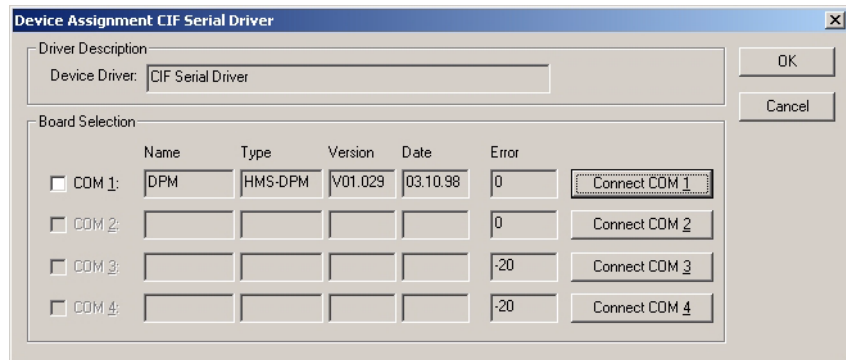 Device Assignment CIF Serial Driver
Driver Description
Device Driver: CIF Serial Driver
OK
Cancel
Board Selection
Name Type Version Date Error
COM 1: DPM HMS-DPM V01.029 03.10.98 0 Connect COM 1
COM 2: 0 Connect COM 2
COM 3: -20 Connect COM 3
COM 4: -20 Connect COM 4